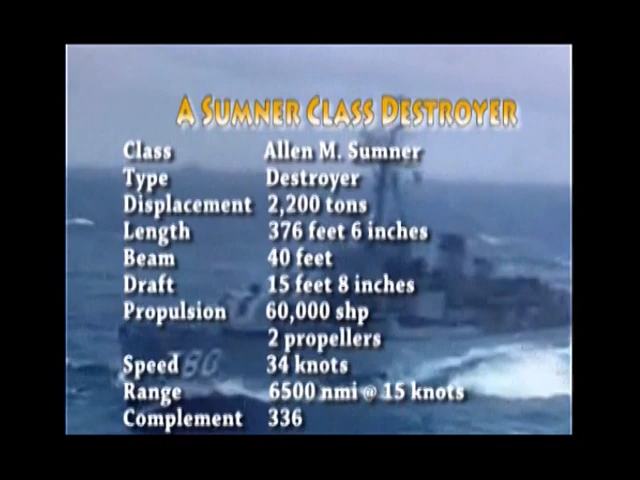 A SUMNER CLASS DESTROYER
Class Allen M. Sumner
Type Destroyer
Displacement 2,200 tons
Length 376 feet 6 inches
Beam 40 feet
Draft 15 feet 8 inches
Propulsion 60,000 shp
2 propellers
Speed 34 knots
Range 6500 nmi @ 15 knots
Complement 336